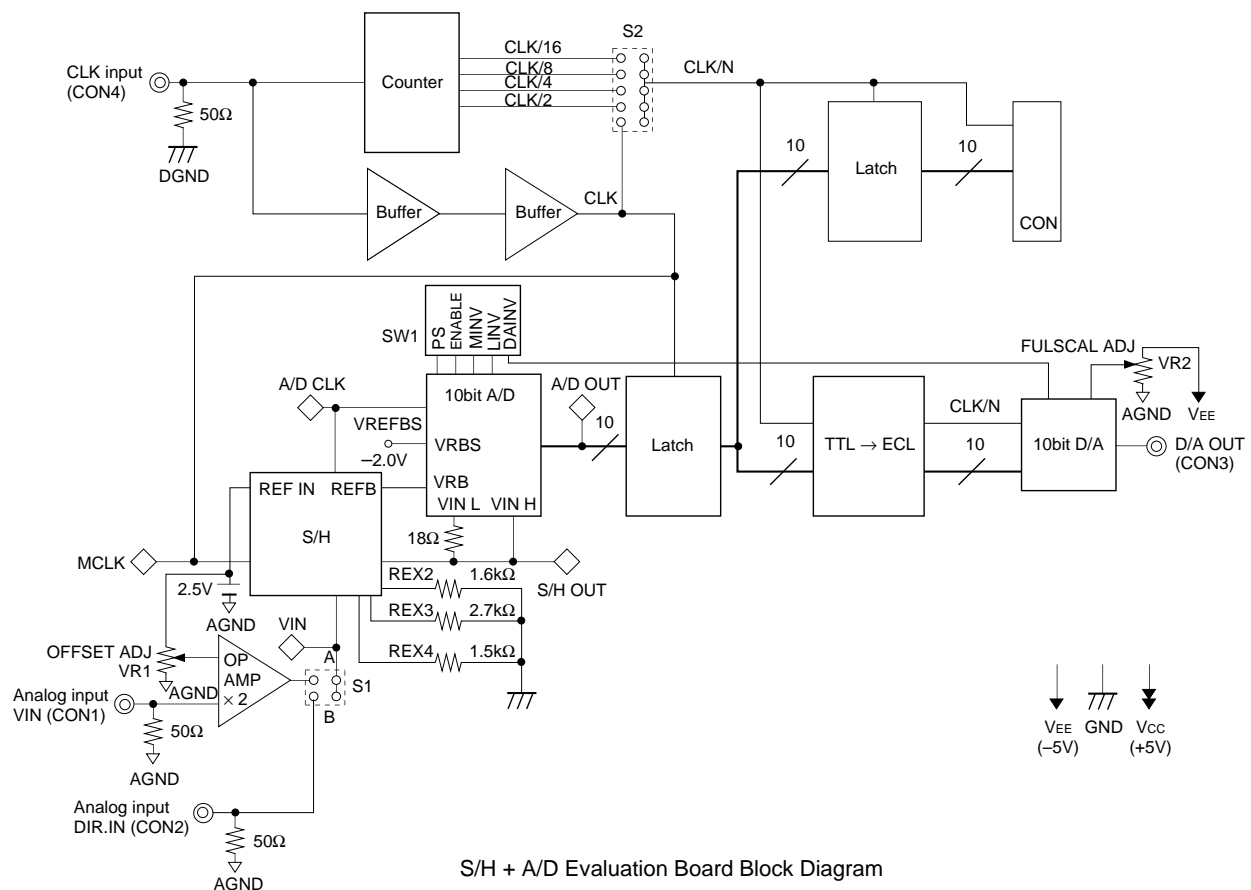 S2
CLK/16
CLK/8
CLK/4
CLK/2
CLK/N
CLK input
(CON4)
Counter
50Ω
DGND
10
Latch
10
CON
Buffer
Buffer
CLK
SW1
PS
ENABLE
MINV
LINV
DAINV
FULSCAL ADJ
VR2
AGND
VEE
A/D CLK
10bit A/D
A/D OUT
VREFBS
–2.0V
VRBS
VRB
VIN L
VIN H
10
Latch
10
TTL → ECL
CLK/N
10
10bit D/A
D/A OUT
(CON3)
REF IN
REFB
S/H
18Ω
MCLK
S/H OUT
2.5V
AGND
REX2
1.6kΩ
REX3
2.7kΩ
REX4
1.5kΩ
VIN
A
OFFSET ADJ
VR1
AGND
OP
AMP
× 2
S1
B
Analog input
VIN (CON1)
50Ω
AGND
VEE
(–5V)
GND
VCC
(+5V)
Analog input
DIR.IN (CON2)
50Ω
AGND
S/H + A/D Evaluation Board Block Diagram